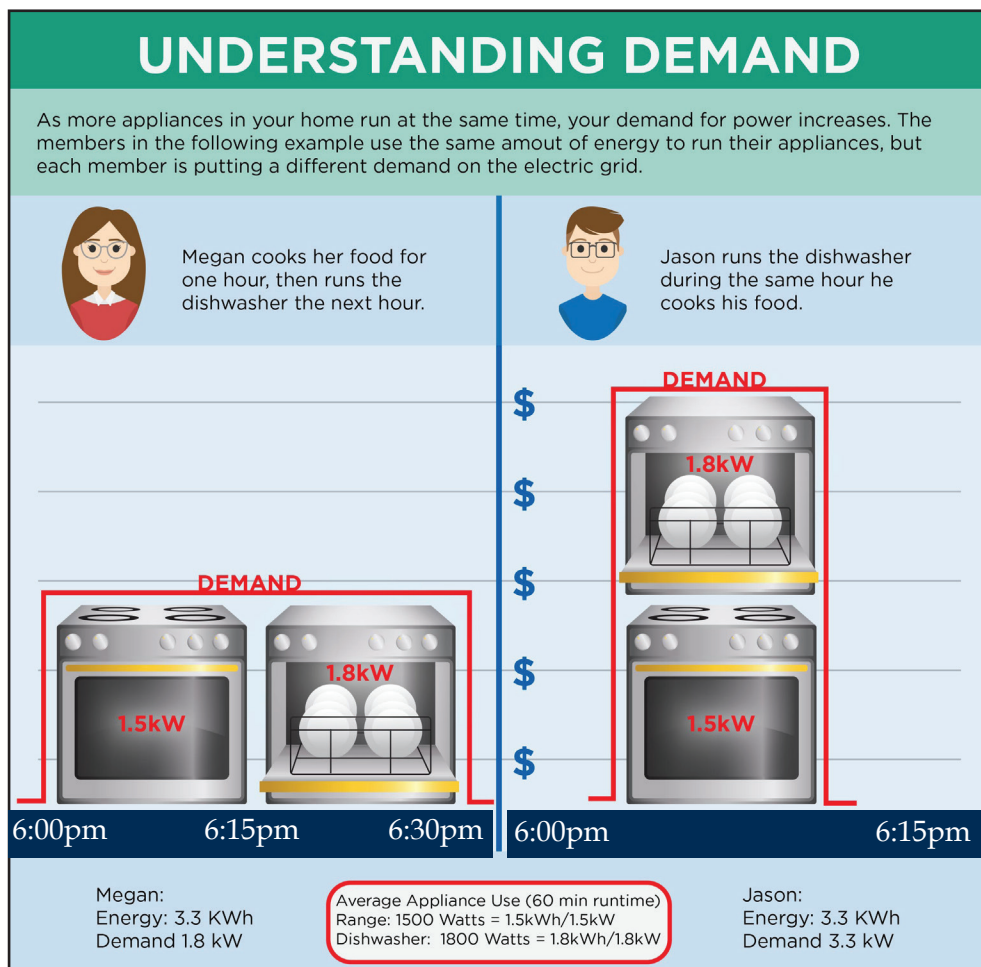 UNDERSTANDING DEMAND
As more appliances in your home run at the same time, your demand for power increases. The
members in the following example use the same amout of energy to run their appliances, but
each member is putting a different demand on the electric grid.
Megan cooks her food for
one hour, then runs the
dishwasher the next hour.
Jason runs the dishwasher
during the same hour he
cooks his food.
DEMAND
1.5kW
1.8kW
6:00pm 6:15pm 6:30pm
$
$
$
$
$
DEMAND
1.8kW
1.5kW
6:00pm 6:15pm
Megan:
Energy: 3.3 KWh
Demand 1.8 kW
Average Appliance Use (60 min runtime)
Range: 1500 Watts = 1.5kWh/1.5kW
Dishwasher: 1800 Watts = 1.8kWh/1.8kW
Jason:
Energy: 3.3 KWh
Demand 3.3 kW